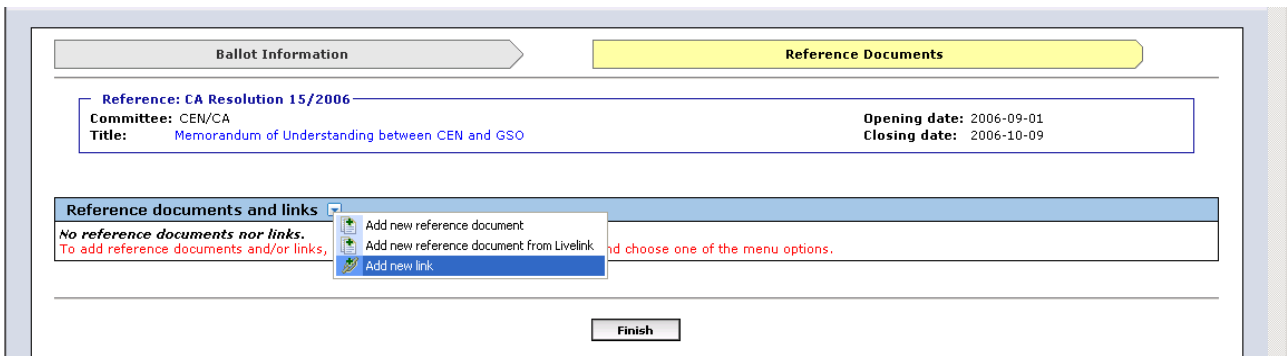 Ballot Information
Reference Documents
Reference: CA Resolution 15/2006
Committee: CEN/CA
Opening date: 2006-09-01
Title: Memorandum of Understanding between CEN and GSO
Closing date: 2006-10-09
Reference documents and links
Add new reference document
No reference documents nor links.
Add new reference document from Livelink
To add reference documents and/or links, nd choose one of the menu options.
Add new link
Finish